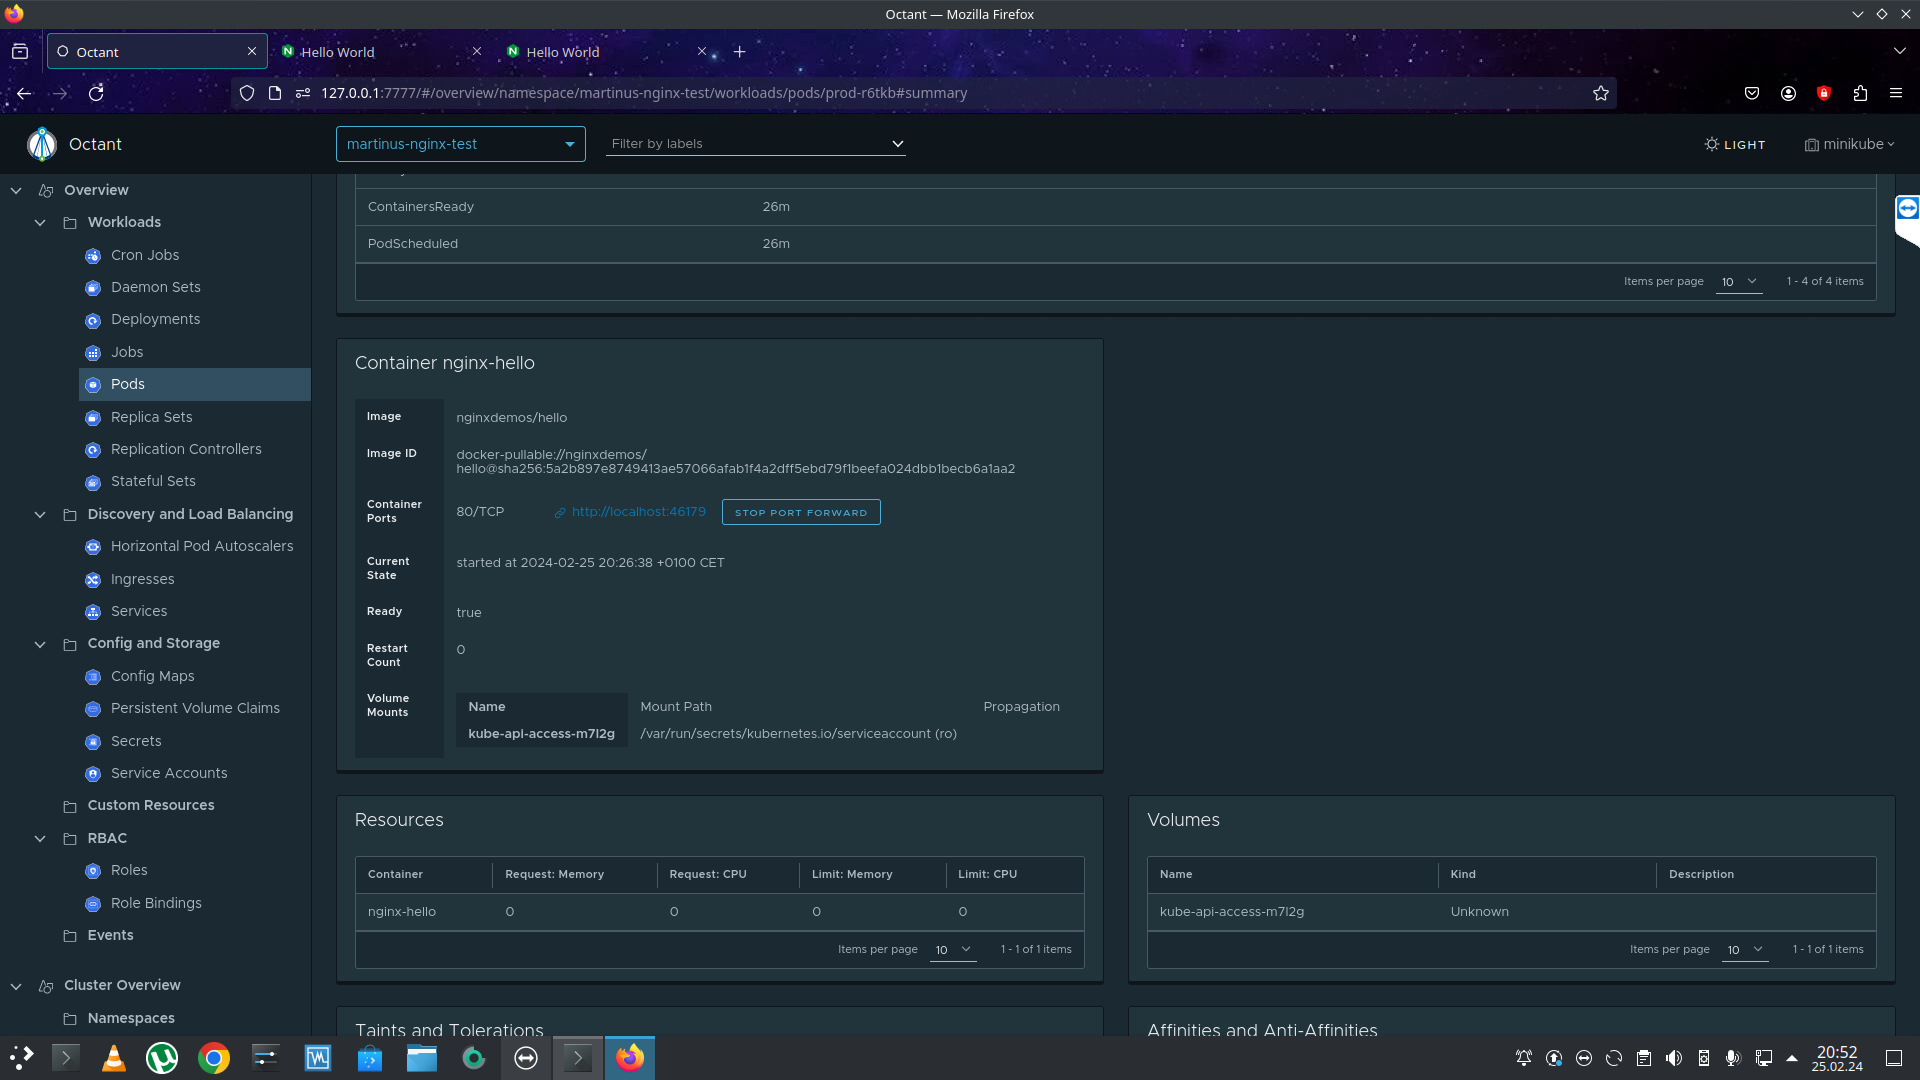 Octant — Mozilla Firefox
Octant
Hello World
Hello World
127.0.0.1:7777/#/overview/namespace/martinus-nginx-test/workloads/pods/prod-r6tkb#summary
Octant
martinus-nginx-test
Filter by labels
LIGHT
minikube
Overview
Workloads
Cron Jobs
Daemon Sets
Deployments
Jobs
Pods
Replica Sets
Replication Controllers
Stateful Sets
Discovery and Load Balancing
Horizontal Pod Autoscalers
Ingresses
Services
Config and Storage
Config Maps
Persistent Volume Claims
Secrets
Service Accounts
Custom Resources
RBAC
Roles
Role Bindings
Events
Cluster Overview
Namespaces
ContainersReady 26m
PodScheduled 26m
Items per page 10 1 - 4 of 4 items
Container nginx-hello
Image nginxdemos/hello
Image ID docker-pullable://nginxdemos/
hello@sha256:5a2b897e8749413ae57066afab1f4a2dff5ebd79f1beefa024dbb1becb6a1aa2
Container Ports 80/TCP http://localhost:46179 STOP PORT FORWARD
Current State started at 2024-02-25 20:26:38 +0100 CET
Ready true
Restart Count 0
Volume Mounts
Name Mount Path Propagation
kube-api-access-m7l2g /var/run/secrets/kubernetes.io/serviceaccount (ro)
Resources
Container Request: Memory Request: CPU Limit: Memory Limit: CPU
nginx-hello 0 0 0 0
Items per page 10 1 - 1 of 1 items
Volumes
Name Kind Description
kube-api-access-m7l2g Unknown
Items per page 10 1 - 1 of 1 items
Taints and Tolerations
Affinities and Anti-Affinities
20:52
25.02.24